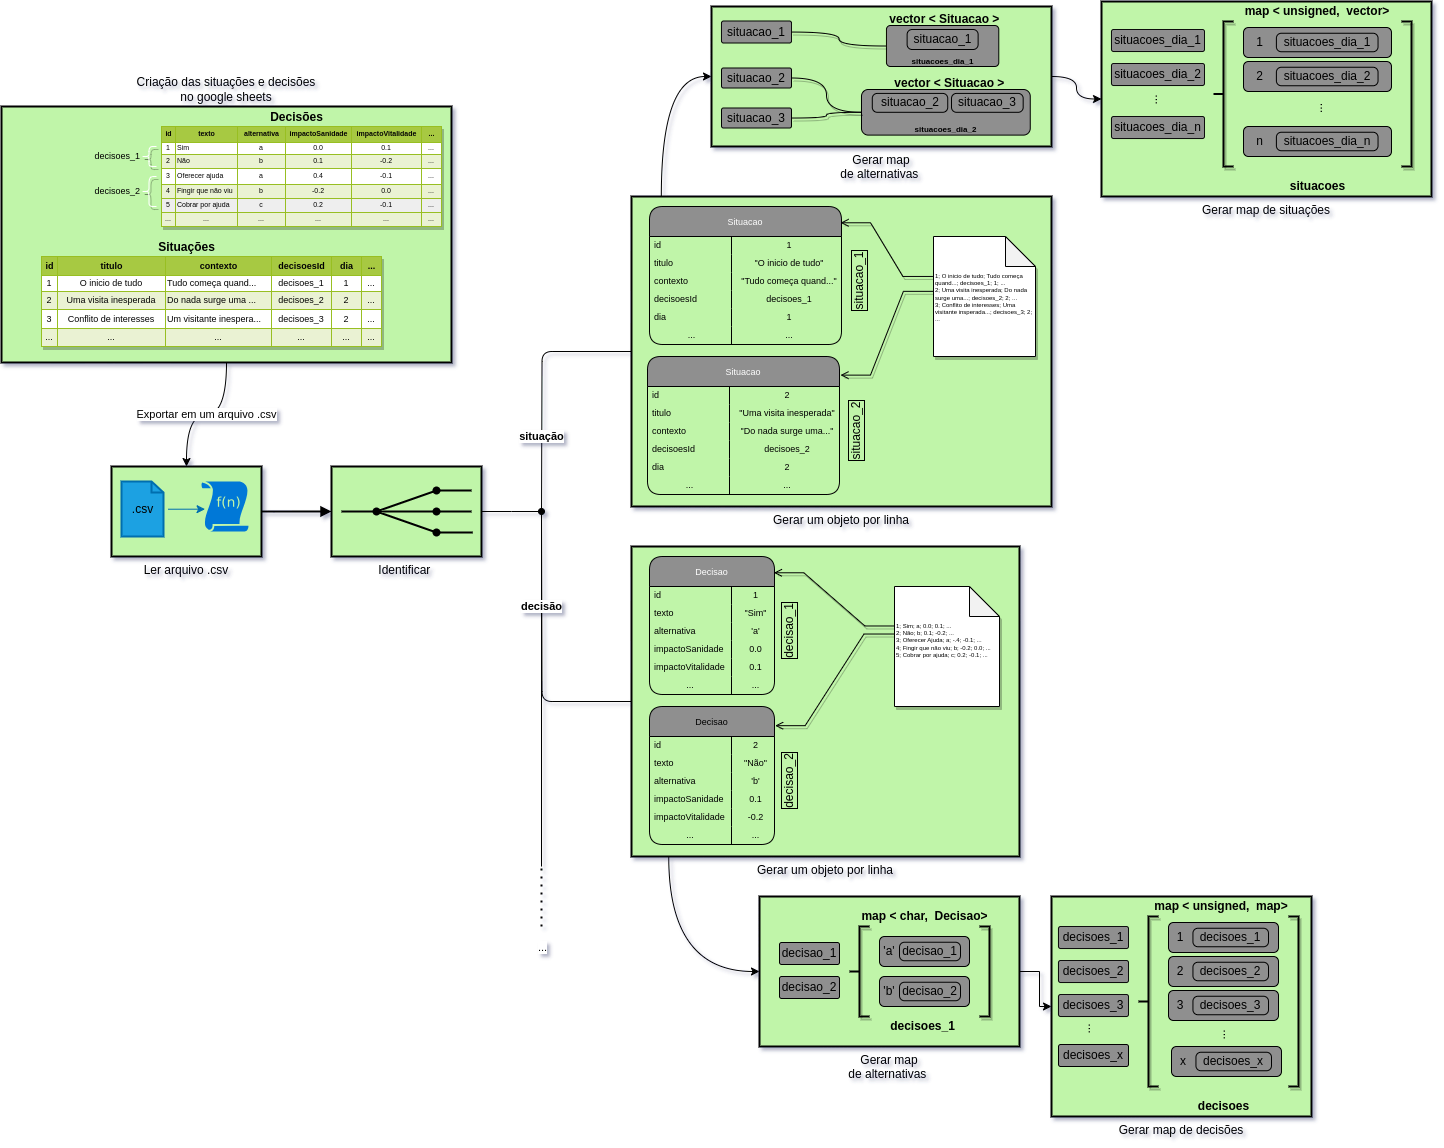 Criação das situações e decisões
no google sheets
Decisões
id texto alternativa impactoSanidade impactoVitalidade ...
1 Sim a 0.0 0.1 ...
2 Não b 0.1 -0.2 ...
3 Oferecer ajuda a 0.4 -0.1 ...
4 Fingir que não viu b -0.2 0.0 ...
5 Cobrar por ajuda c 0.2 -0.1 ...
... ... ... ... ... ...
decisoes_1
decisoes_2
Situações
id titulo contexto decisoesId dia ...
1 O inicio de tudo Tudo começa quand... decisoes_1 1 ...
2 Uma visita inesperada Do nada surge uma ... decisoes_2 2 ...
3 Conflito de interesses Um visitante inespera... decisoes_3 2 ...
... ... ... ... ... ...
Exportar em um arquivo .csv
.csv
f(n)
Ler arquivo .csv
Identificar
situação
decisão
...
Situacao
id 1
titulo "O inicio de tudo"
contexto "Tudo começa quand..."
decisoesId decisoes_1
dia 1
... ...
situacao_1
Situacao
id 2
titulo "Uma visita inesperada"
contexto "Do nada surge uma..."
decisoesId decisoes_2
dia 2
... ...
situacao_2
1; O inicio de tudo; Tudo começa
quand...; decisoes_1; 1; ...
2; Uma visita inesperada; Do nada
surge uma...; decisoes_2; 2; ...
3; Conflito de interesses; Uma
visitante insperada...; decisoes_3; 2;
...
Gerar um objeto por linha
situacao_1
situacao_2
situacao_3
vector < Situacao >
situacao_1
situacoes_dia_1
vector < Situacao >
situacao_2 situacao_3
situacoes_dia_2
Gerar map
de alternativas
situacoes_dia_1
situacoes_dia_2
...
situacoes_dia_n
map < unsigned, vector>
1 situacoes_dia_1
2 situacoes_dia_2
...
n situacoes_dia_n
situacoes
Gerar map de situações
Decisao
id 1
texto "Sim"
alternativa 'a'
impactoSanidade 0.0
impactoVitalidade 0.1
... ...
decisao_1
Decisao
id 2
texto "Não"
alternativa 'b'
impactoSanidade 0.1
impactoVitalidade -0.2
... ...
decisao_2
1; Sim; a; 0.0; 0.1; ...
2; Não; b; 0.1; -0.2; ...
3; Oferecer Ajuda; a; -.4; -0.1; ...
4; Fingir que não viu; b; -0.2; 0.0; ...
5; Cobrar por ajuda; c; 0.2; -0.1; ...
Gerar um objeto por linha
decisao_1
decisao_2
map < char, Decisao>
'a' decisao_1
'b' decisao_2
decisoes_1
Gerar map
de alternativas
decisoes_1
decisoes_2
decisoes_3
...
decisoes_x
map < unsigned, map>
1 decisoes_1
2 decisoes_2
3 decisoes_3
...
x decisoes_x
decisoes
Gerar map de decisões